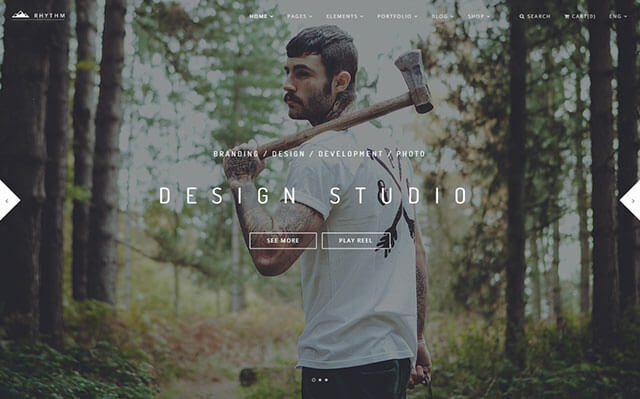 RHYTHM
HOME PAGES ELEMENTS PORTFOLIO BLOG SHOP SEARCH CART(0) ENG
BRANDING / DESIGN / DEVELOPMENT / PHOTO
DESIGN STUDIO
SEE MORE PLAY REEL